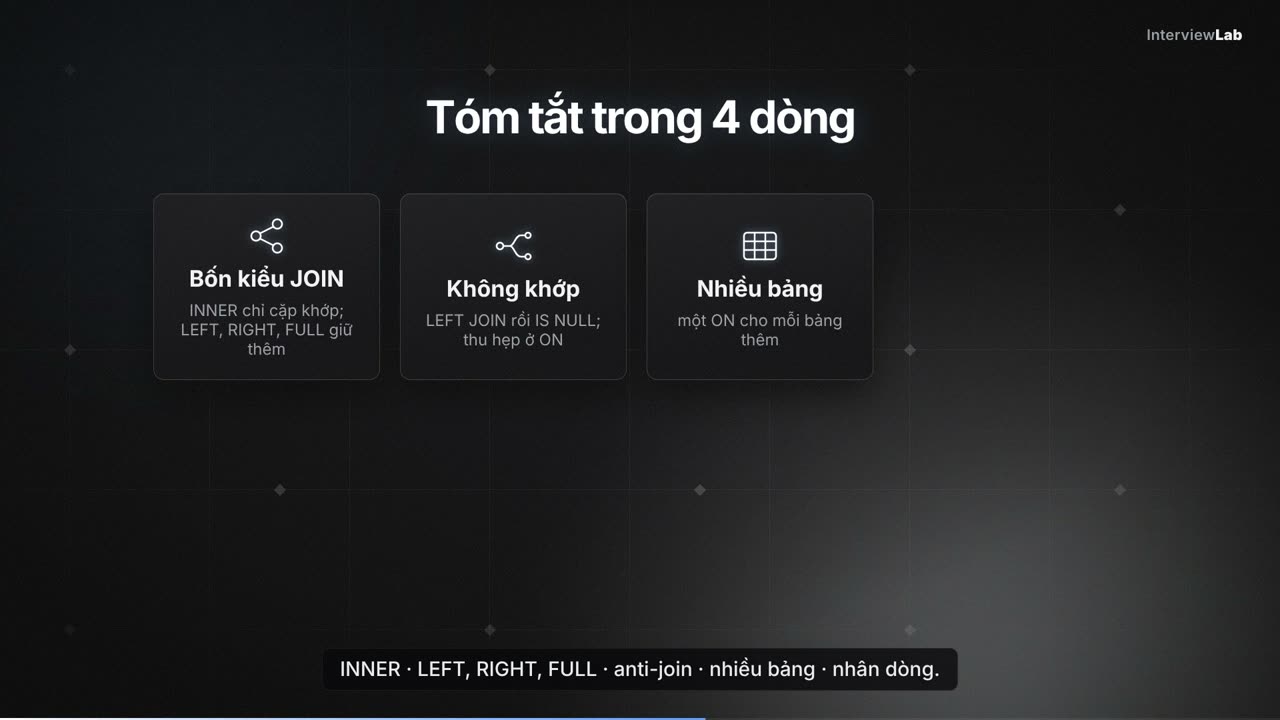 InterviewLab
Tóm tắt trong 4 dòng
Bốn kiểu JOIN
INNER chỉ cặp khớp;
LEFT, RIGHT, FULL giữ
thêm
Không khớp
LEFT JOIN rồi IS NULL;
thu hẹp ở ON
Nhiều bảng
một ON cho mỗi bảng
thêm
INNER · LEFT, RIGHT, FULL · anti-join · nhiều bảng · nhân dòng.